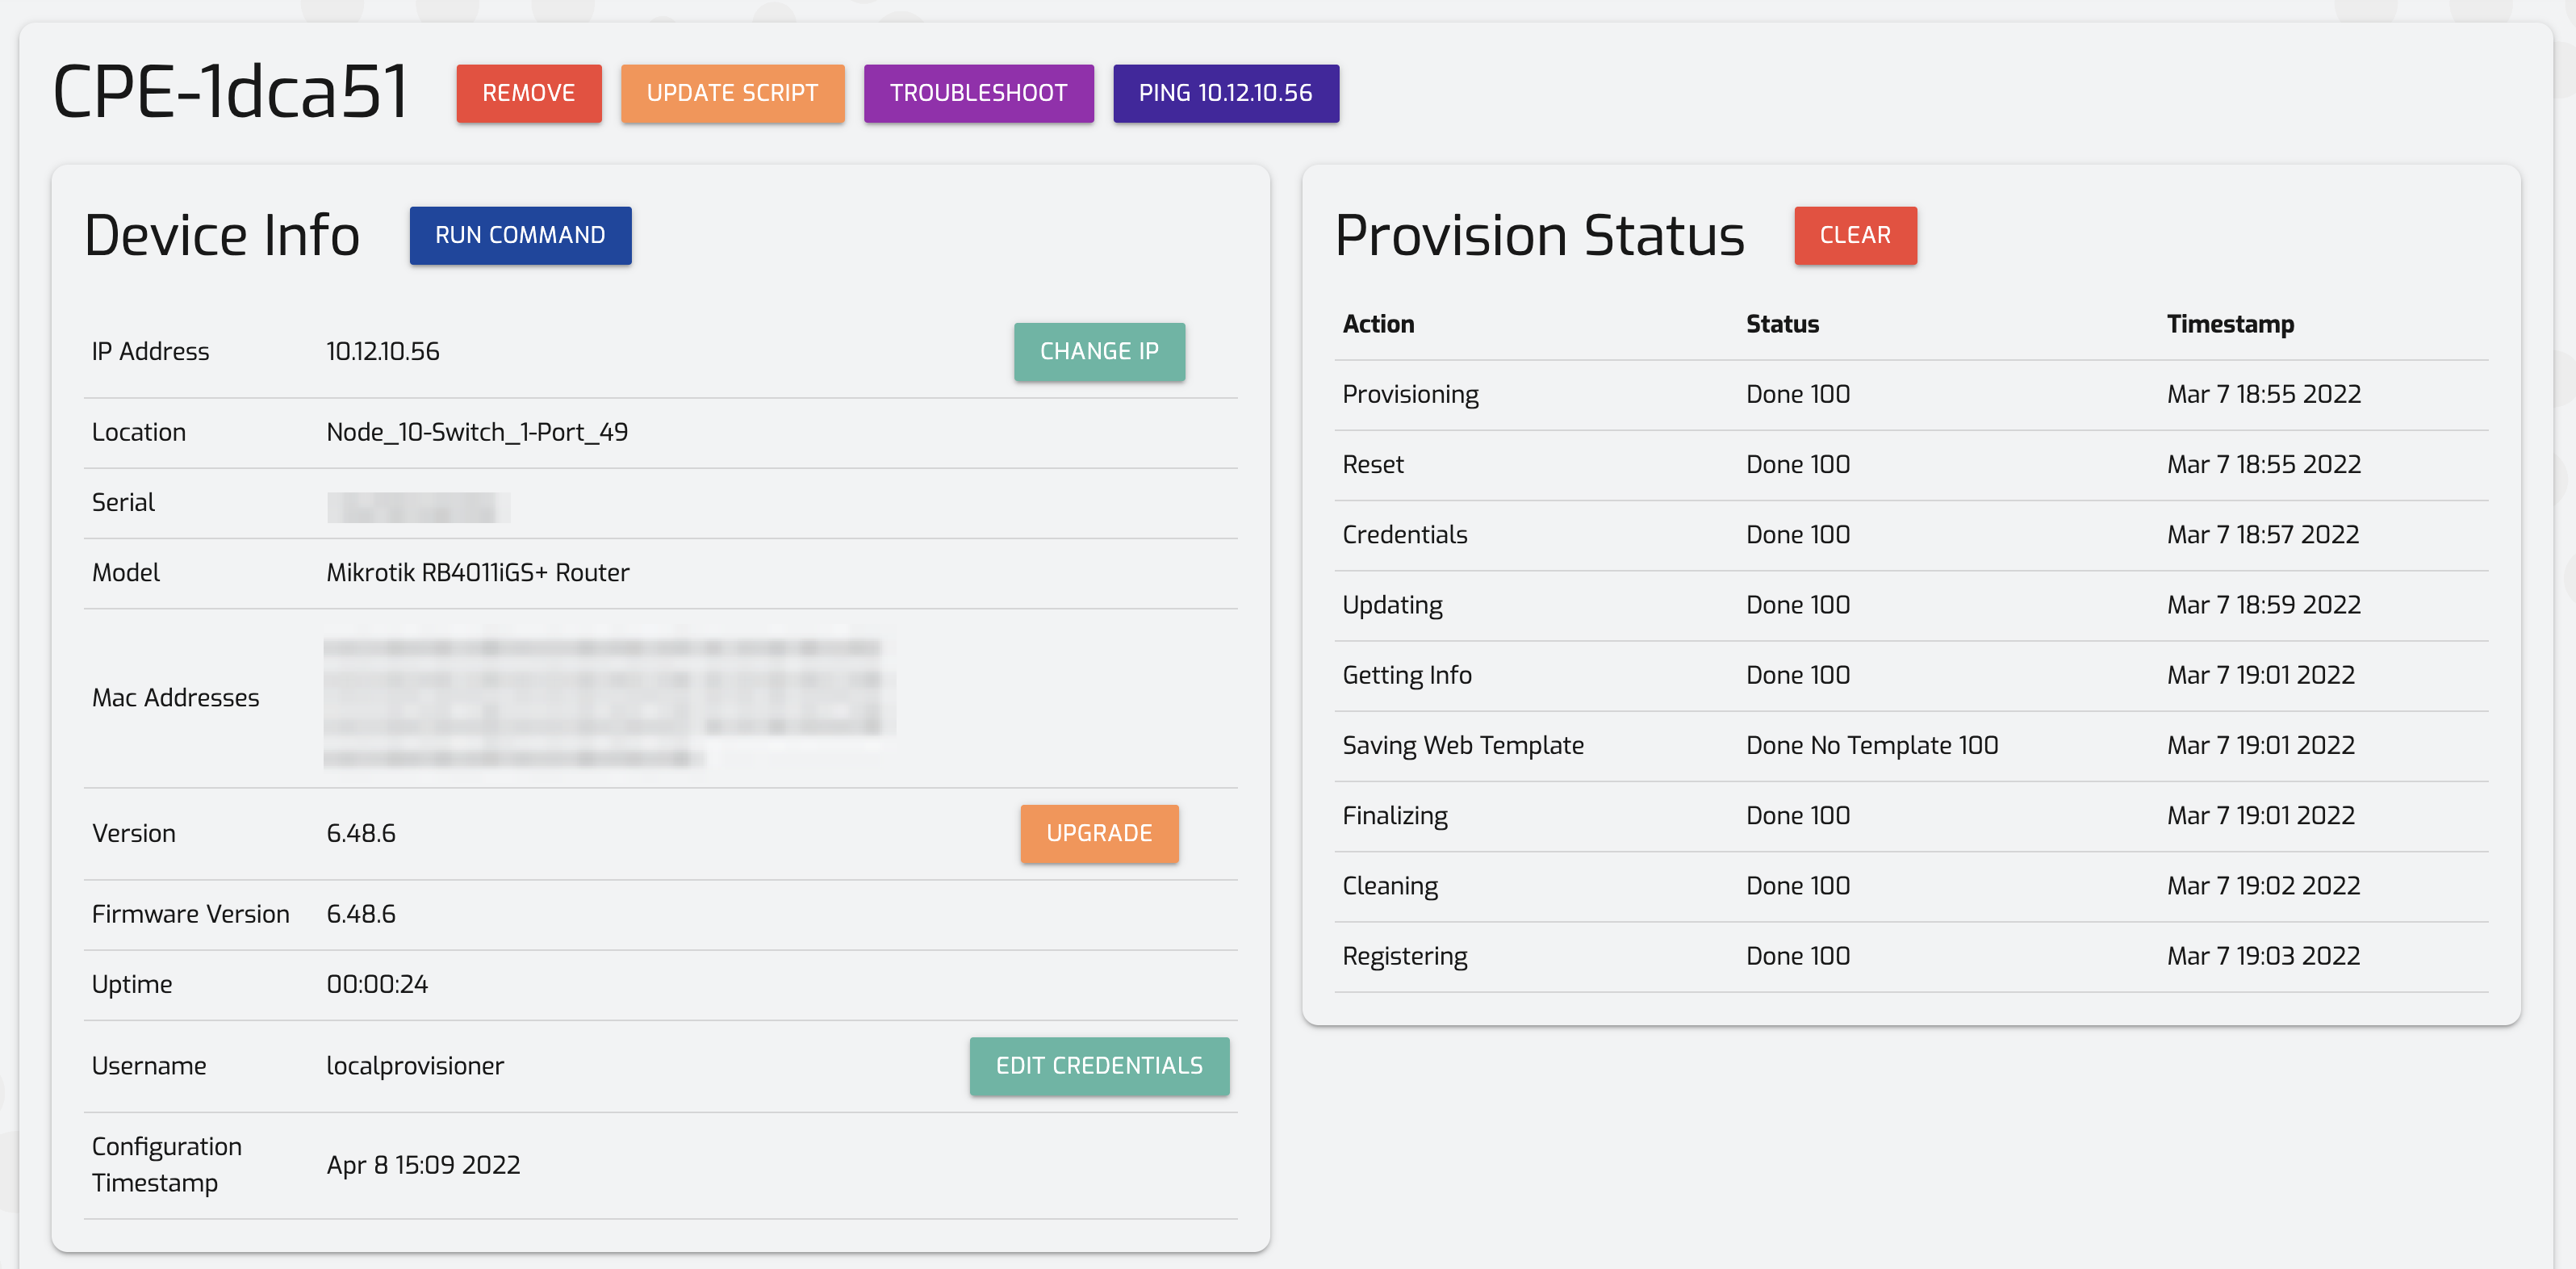 CPE-1dca51 REMOVE UPDATE SCRIPT TROUBLESHOOT PING 10.12.10.56
Device Info RUN COMMAND
IP Address 10.12.10.56 CHANGE IP
Location Node_10-Switch_1-Port_49
Serial
Model Mikrotik RB4011iGS+ Router
Mac Addresses
Version 6.48.6 UPGRADE
Firmware Version 6.48.6
Uptime 00:00:24
Username localprovisioner EDIT CREDENTIALS
Configuration
Timestamp Apr 8 15:09 2022
Provision Status CLEAR
Action Status Timestamp
Provisioning Done 100 Mar 7 18:55 2022
Reset Done 100 Mar 7 18:55 2022
Credentials Done 100 Mar 7 18:57 2022
Updating Done 100 Mar 7 18:59 2022
Getting Info Done 100 Mar 7 19:01 2022
Saving Web Template Done No Template 100 Mar 7 19:01 2022
Finalizing Done 100 Mar 7 19:01 2022
Cleaning Done 100 Mar 7 19:02 2022
Registering Done 100 Mar 7 19:03 2022